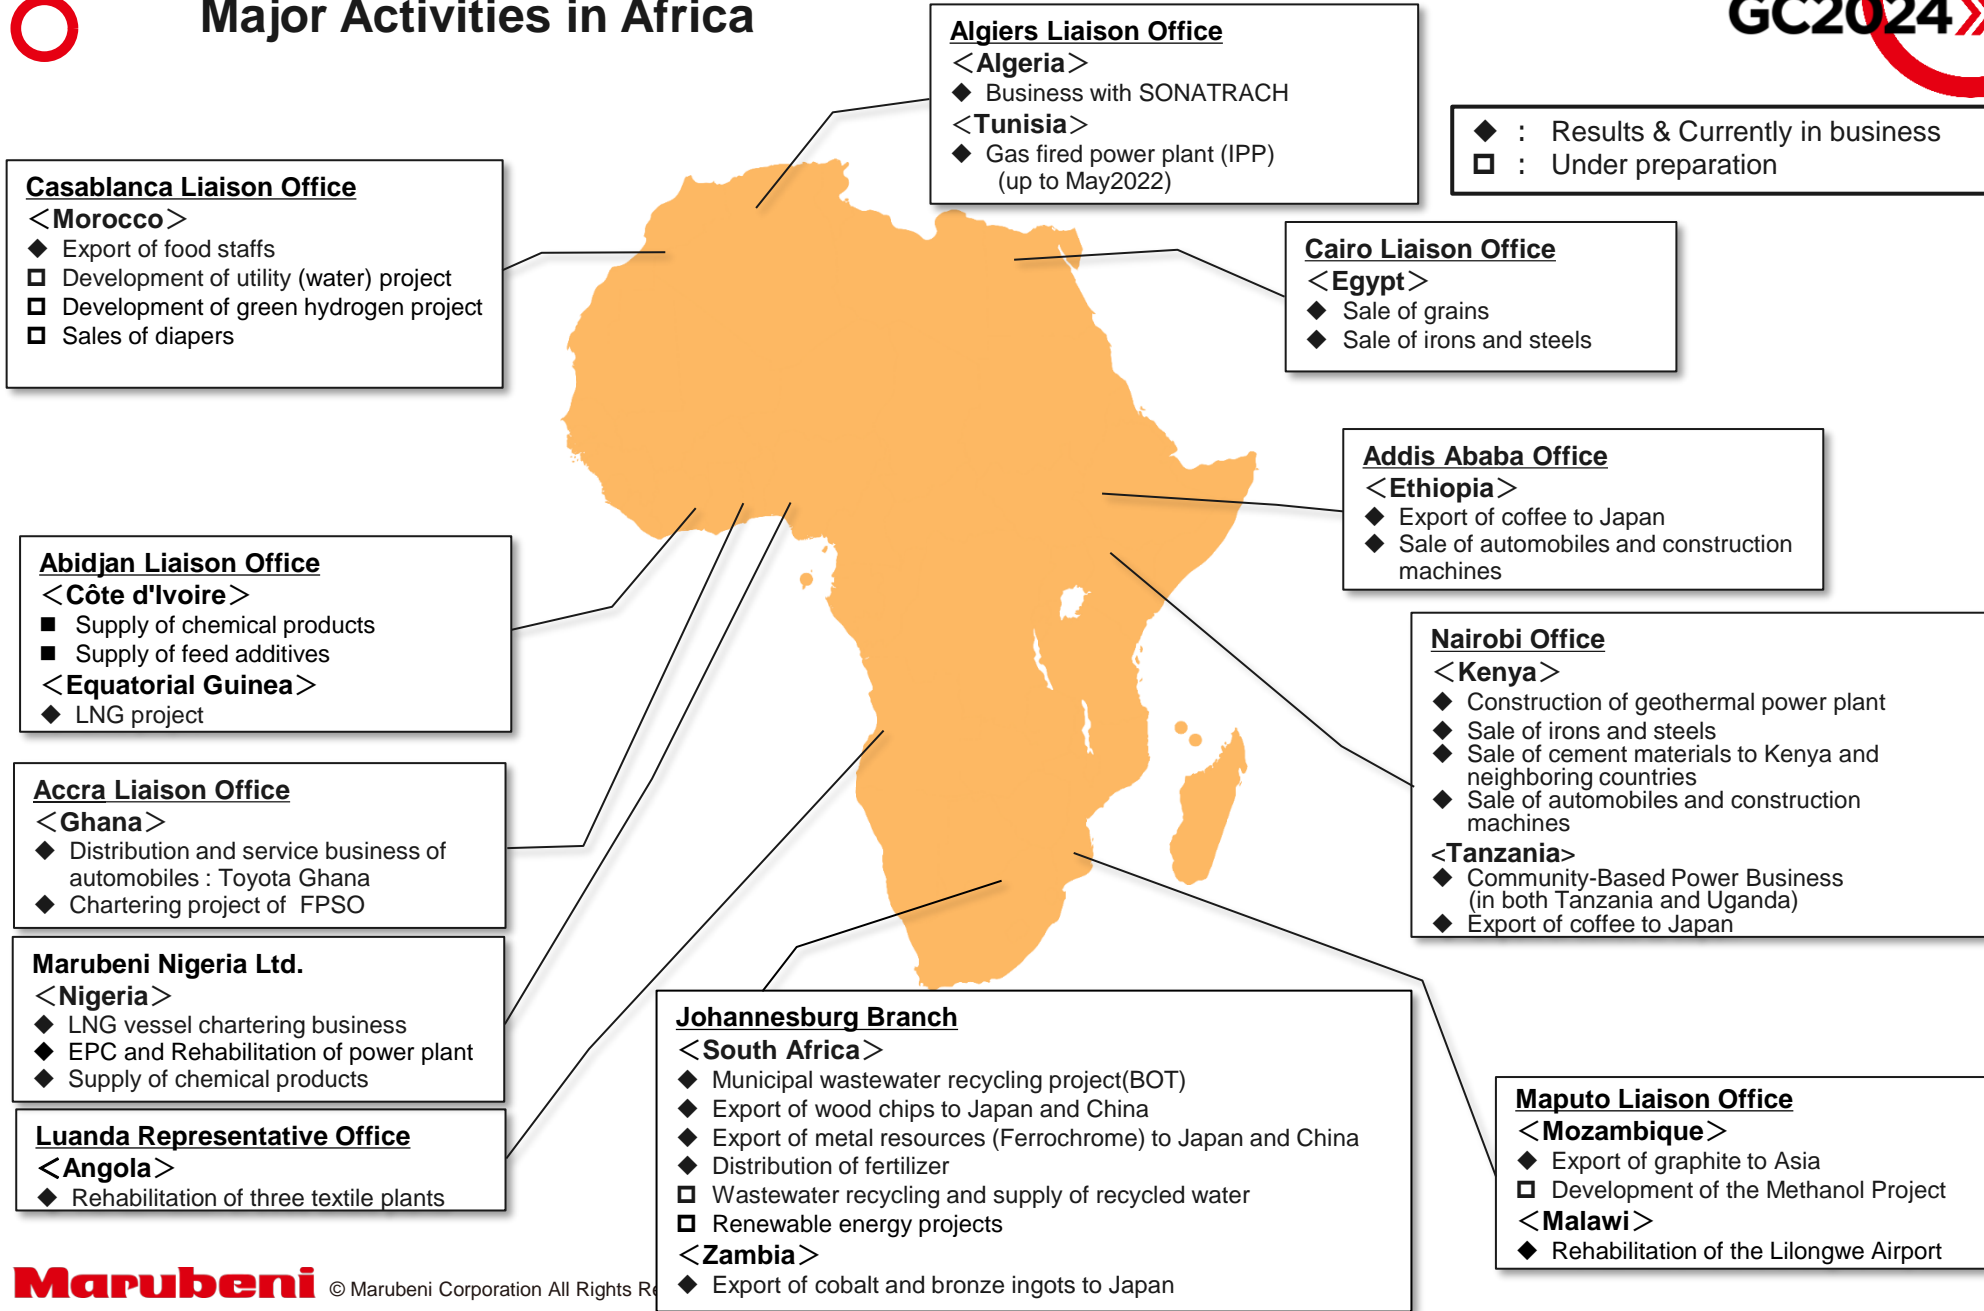 Major Activities in Africa
GC2024
◆ : Results & Currently in business
□ : Under preparation
Algiers Liaison Office
＜Algeria＞
◆ Business with SONATRACH
＜Tunisia＞
◆ Gas fired power plant (IPP)
(up to May2022)
Casablanca Liaison Office
＜Morocco＞
◆ Export of food staffs
□ Development of utility (water) project
□ Development of green hydrogen project
□ Sales of diapers
Cairo Liaison Office
＜Egypt＞
◆ Sale of grains
◆ Sale of irons and steels
Addis Ababa Office
＜Ethiopia＞
◆ Export of coffee to Japan
◆ Sale of automobiles and construction
machines
Abidjan Liaison Office
＜Côte d'Ivoire＞
■ Supply of chemical products
■ Supply of feed additives
＜Equatorial Guinea＞
◆ LNG project
Nairobi Office
＜Kenya＞
◆ Construction of geothermal power plant
◆ Sale of irons and steels
◆ Sale of cement materials to Kenya and
neighboring countries
◆ Sale of automobiles and construction
machines
<Tanzania>
◆ Community-Based Power Business
(in both Tanzania and Uganda)
◆ Export of coffee to Japan
Accra Liaison Office
＜Ghana＞
◆ Distribution and service business of
automobiles : Toyota Ghana
◆ Chartering project of FPSO
Marubeni Nigeria Ltd.
＜Nigeria＞
◆ LNG vessel chartering business
◆ EPC and Rehabilitation of power plant
◆ Supply of chemical products
Luanda Representative Office
＜Angola＞
◆ Rehabilitation of three textile plants
Johannesburg Branch
＜South Africa＞
◆ Municipal wastewater recycling project(BOT)
◆ Export of wood chips to Japan and China
◆ Export of metal resources (Ferrochrome) to Japan and China
◆ Distribution of fertilizer
□ Wastewater recycling and supply of recycled water
□ Renewable energy projects
＜Zambia＞
◆ Export of cobalt and bronze ingots to Japan
Maputo Liaison Office
＜Mozambique＞
◆ Export of graphite to Asia
□ Development of the Methanol Project
＜Malawi＞
◆ Rehabilitation of the Lilongwe Airport
Marubeni © Marubeni Corporation All Rights